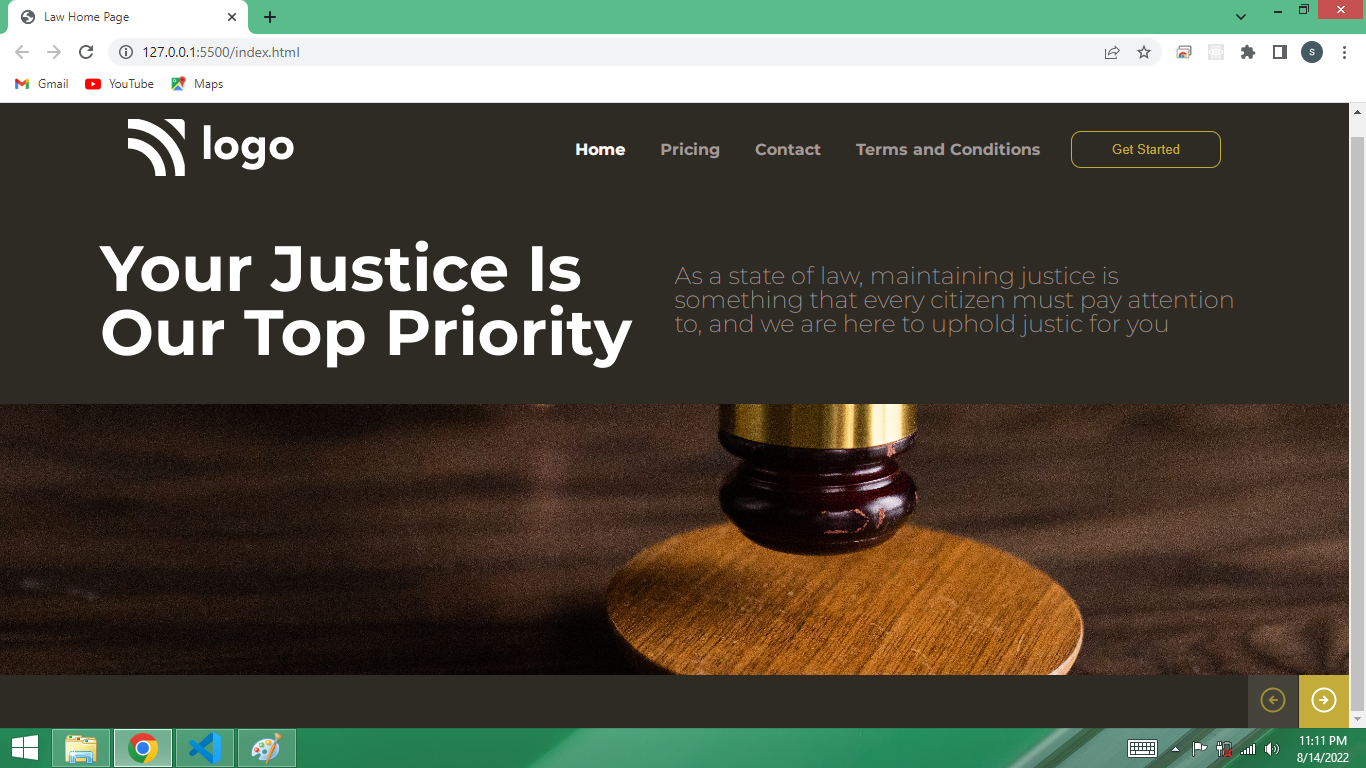 Law Home Page
127.0.0.1:5500/index.html
S
Gmail YouTube Maps
logo
Home Pricing Contact Terms and Conditions Get Started
Your Justice Is
Our Top Priority
As a state of law, maintaining justice is
something that every citizen must pay attention
to, and we are here to uphold justic for you
11:11 PM
8/14/2022